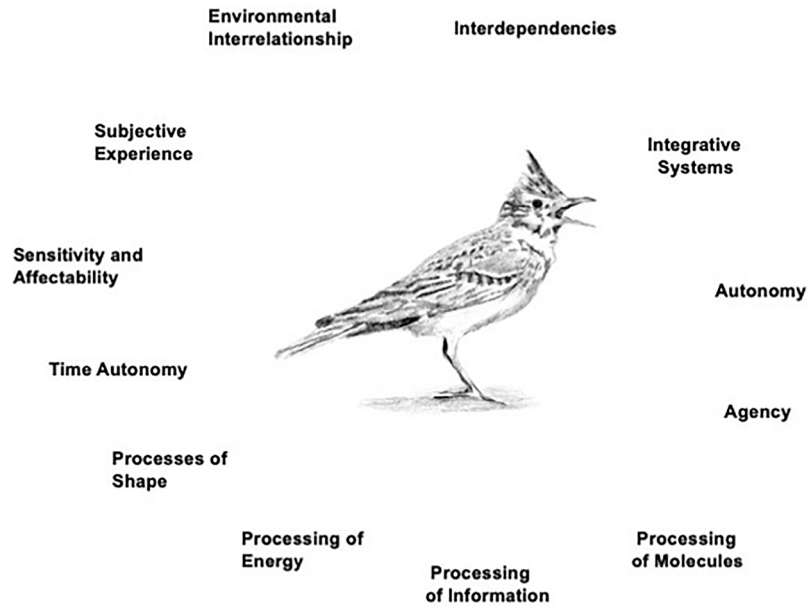 Environmental
Interrelationship
Interdependencies
Subjective
Experience
Integrative
Systems
Sensitivity and
Affectability
Autonomy
Time Autonomy
Agency
Processes of
Shape
Processing of
Energy
Processing
of Information
Processing
of Molecules